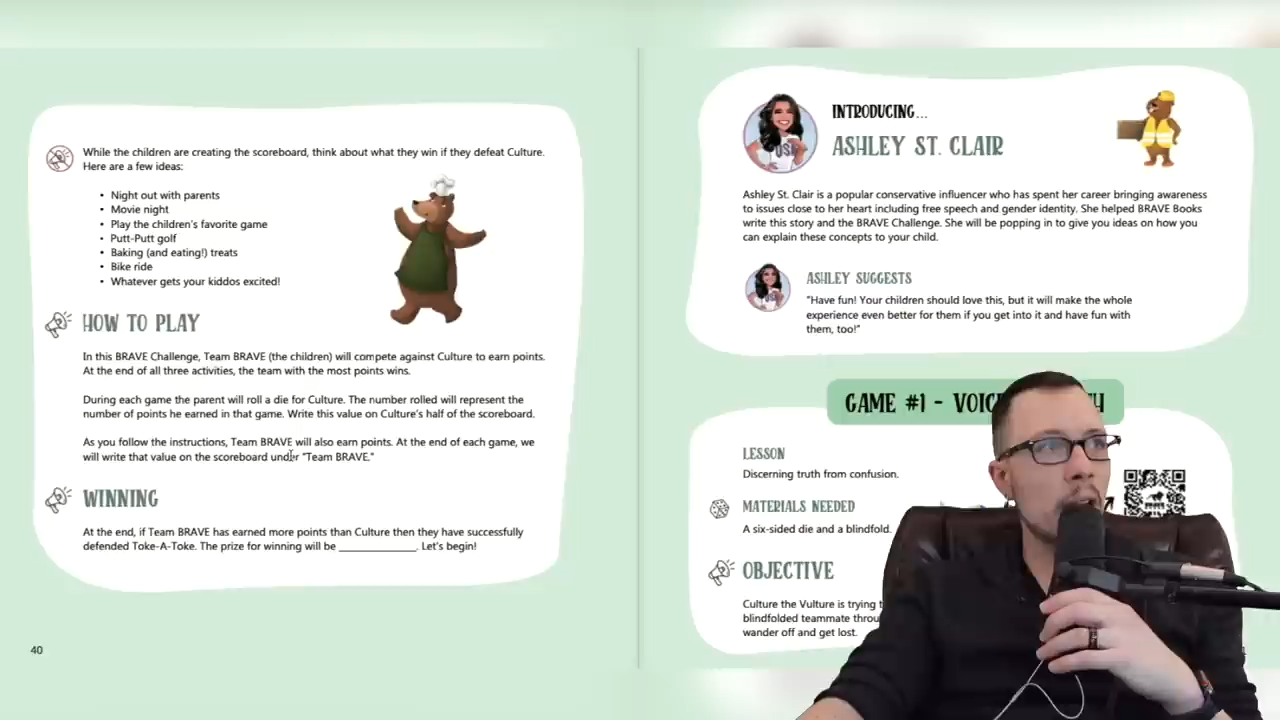 While the children are creating the scoreboard, think about what they win if they defeat Culture.
Here are a few ideas:
• Night out with parents
• Movie night
• Play the children's favorite game
• Putt-Putt golf
• Baking (and eating!) treats
• Bike ride
• Whatever gets your kiddos excited!
HOW TO PLAY
In this BRAVE Challenge, Team BRAVE (the children) will compete against Culture to earn points.
At the end of all three activities, the team with the most points wins.
During each game the parent will roll a die for Culture. The number rolled will represent the
number of points he earned in that game. Write this value on Culture's half of the scoreboard.
As you follow the instructions, Team BRAVE will also earn points. At the end of each game, we
will write that value on the scoreboard under "Team BRAVE."
WINNING
At the end, if Team BRAVE has earned more points than Culture then they have successfully
defended Toke-A-Toke. The prize for winning will be ______________. Let's begin!
40
INTRODUCING...
ASHLEY ST. CLAIR
Ashley St. Clair is a popular conservative influencer who has spent her career bringing awareness
to issues close to her heart including free speech and gender identity. She helped BRAVE Books
write this story and the BRAVE Challenge. She will be popping in to give you ideas on how you
can explain these concepts to your child.
ASHLEY SUGGESTS
"Have fun! Your children should love this, but it will make the whole
experience even better for them if you get into it and have fun with
them, too!"
GAME #1 -
LESSON
Discerning truth from confusion.
MATERIALS NEEDED
A six-sided die and a blindfold.
OBJECTIVE
Culture the Vulture is trying
blindfolded teammate
wander off and get lost.